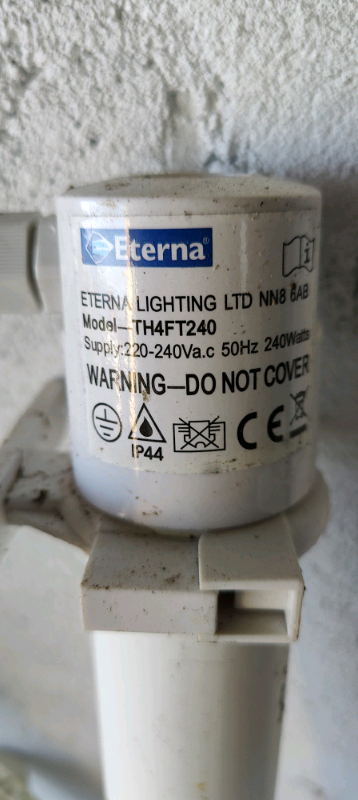 Eterna®
ETERNA LIGHTING LTD NN8 6AB
Model—TH4FT240
Supply:220-240Va.c 50Hz 240Watts
WARNING—DO NOT COVER
IP44
CE